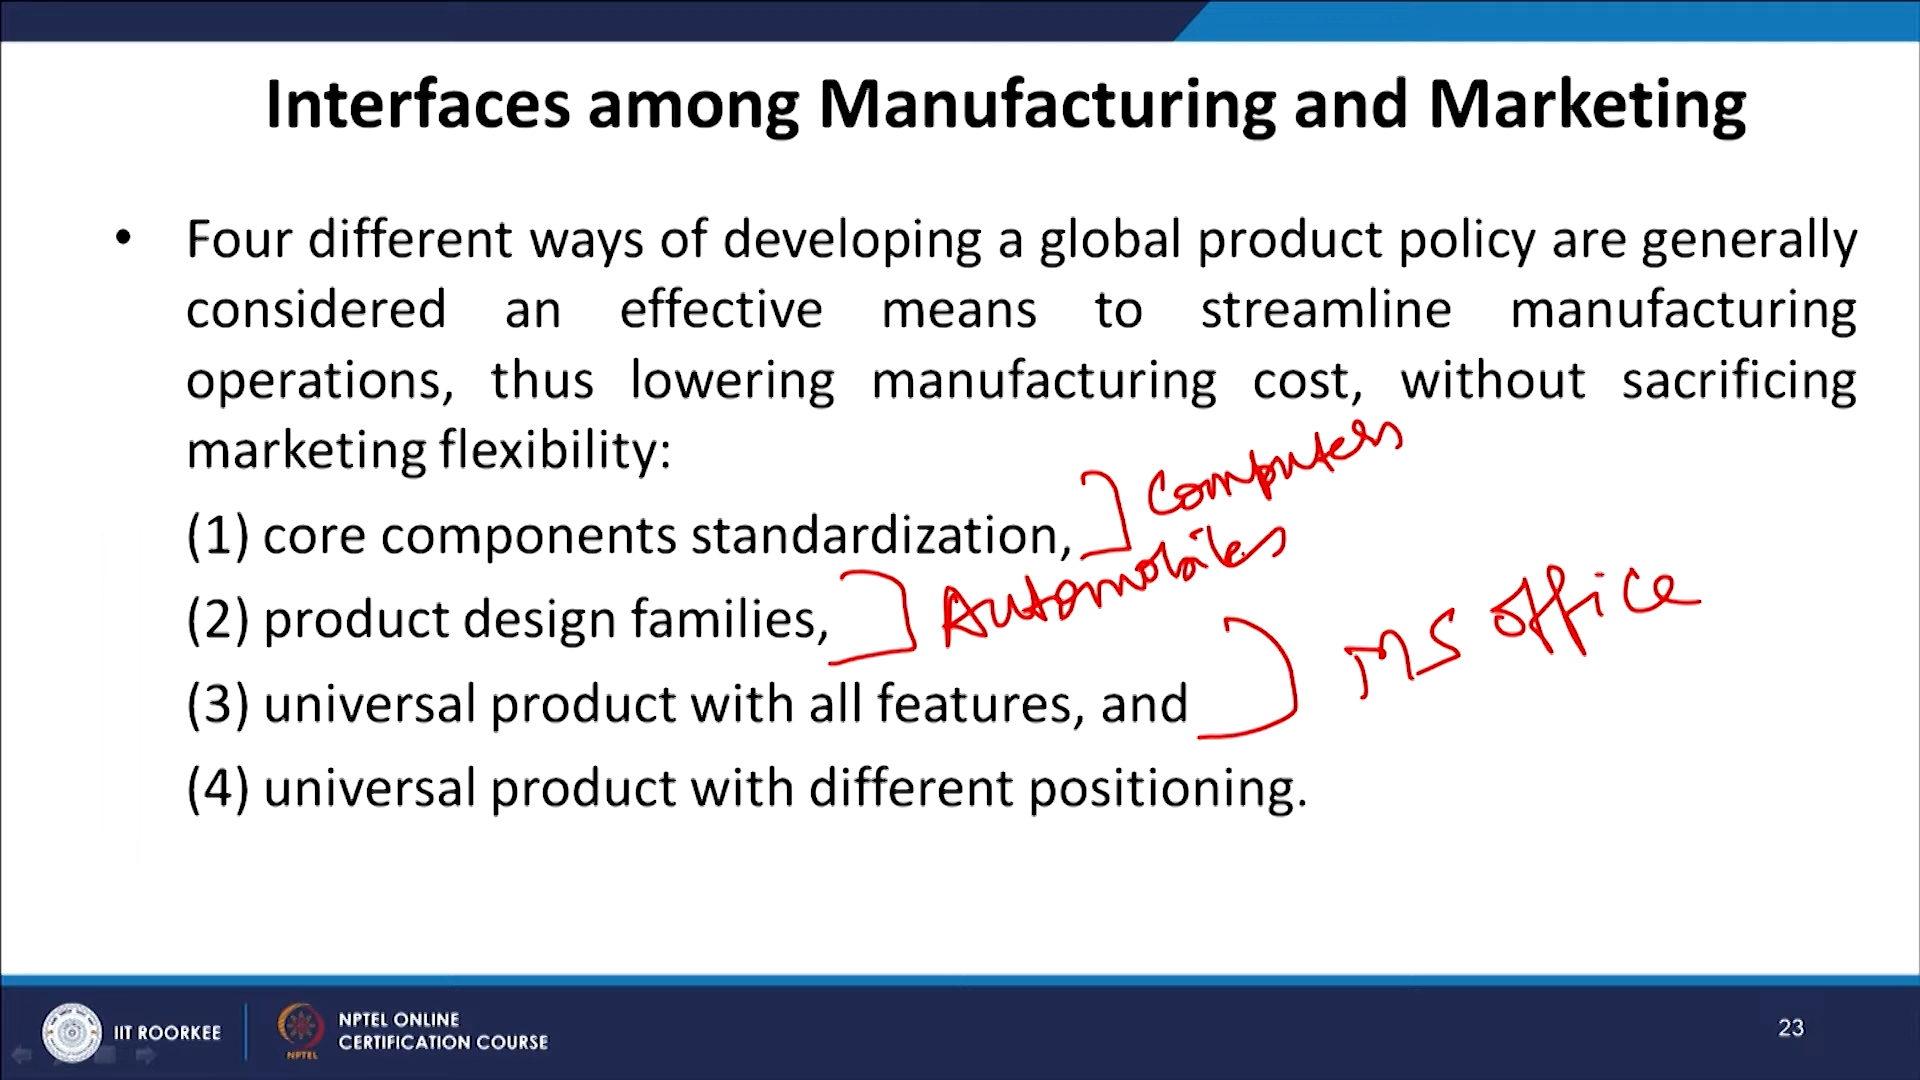 Interfaces among Manufacturing and Marketing
• Four different ways of developing a global product policy are generally
considered an effective means to streamline manufacturing
operations, thus lowering manufacturing cost, without sacrificing
marketing flexibility:
(1) core components standardization, Computers
(2) product design families, Automobiles
(3) universal product with all features, and MS office
(4) universal product with different positioning.
IIT ROORKEE
NPTEL
NPTEL ONLINE
CERTIFICATION COURSE
23